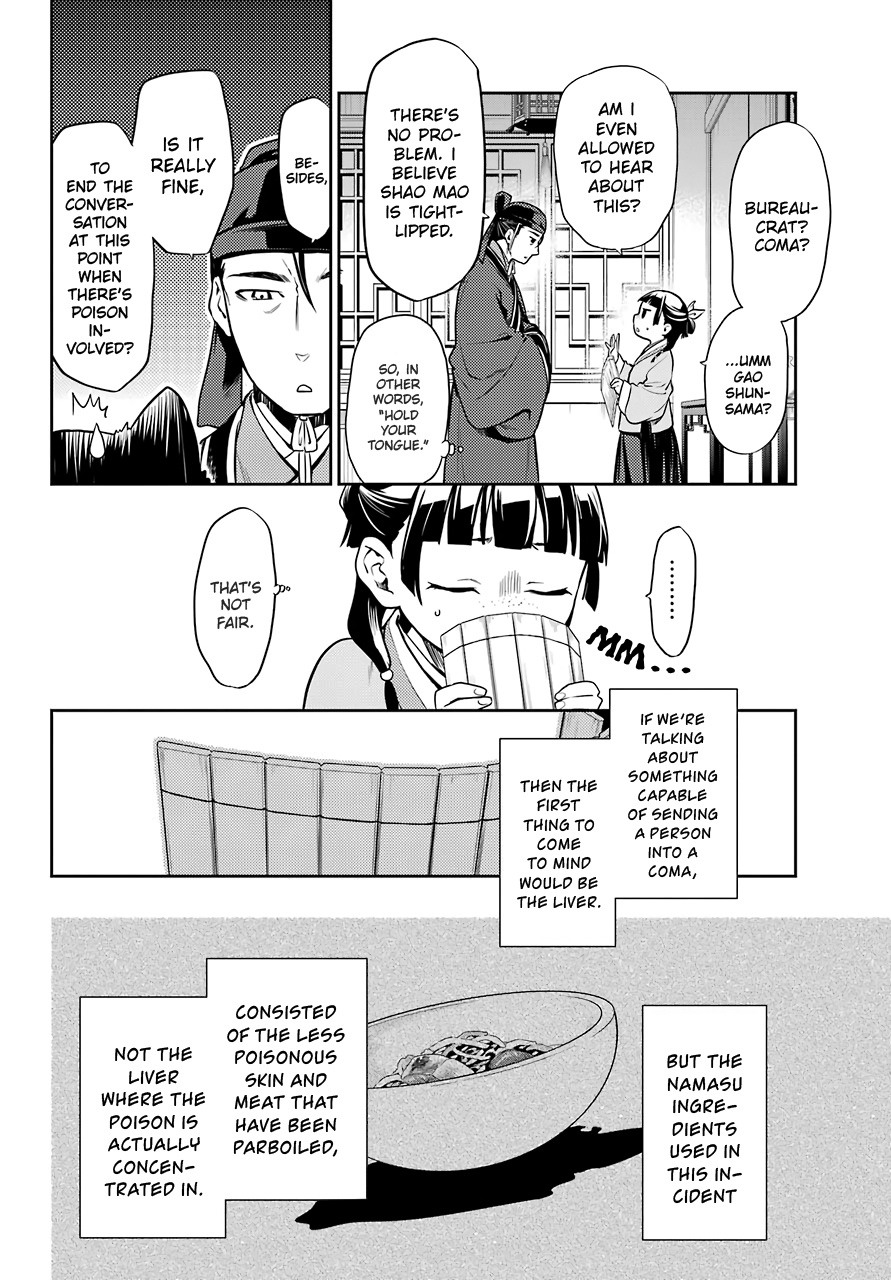 BUREAU-
CRAT?
COMA?
...UMM
GAO
SHUN-
SAMA?
AM I
EVEN
ALLOWED
TO HEAR
ABOUT
THIS?
THERE'S
NO PRO-
BLEM. I
BELIEVE
SHAO MAO
IS TIGHT-
LIPPED.
SO, IN
OTHER
WORDS,
"HOLD
YOUR
TONGUE."
BE-
SIDES,
IS IT
REALLY
FINE,
TO
END THE
CONVER-
SATION
AT THIS
POINT
WHEN
THERE'S
POISON
IN-
VOLVED?
.........
MM...
THAT'S
NOT
FAIR.
IF WE'RE
TALKING
ABOUT
SOMETHING
CAPABLE
OF SENDING
A PERSON
INTO A
COMA,
THEN THE
FIRST
THING TO
COME
TO MIND
WOULD BE
THE LIVER.
BUT THE
NAMASU
INGRE-
DIENTS
USED IN
THIS IN-
CIDENT
CONSISTED
OF THE LESS
POISONOUS
SKIN AND
MEAT THAT
HAVE BEEN
PARBOILED,
NOT THE
LIVER
WHERE THE
POISON IS
ACTUALLY
CONCEN-
TRATED IN.